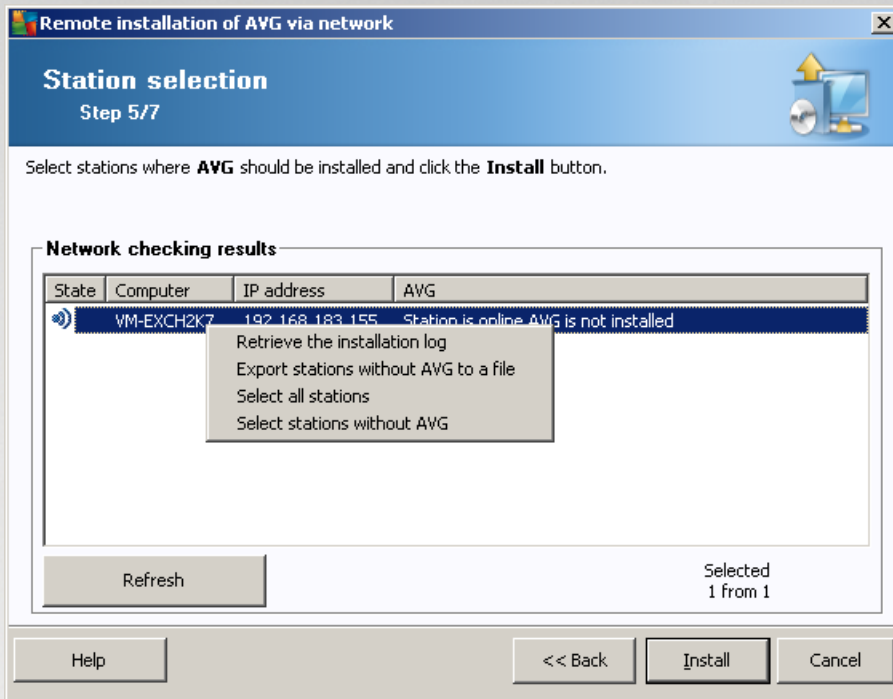 Remote installation of AVG via network
Station selection
Step 5/7
Select stations where AVG should be installed and click the Install button.
Network checking results
State Computer IP address AVG
VM-EXCH2K7 192.168.183.155 Station is online AVG is not installed
Retrieve the installation log
Export stations without AVG to a file
Select all stations
Select stations without AVG
Refresh
Selected
1 from 1
Help << Back Install Cancel